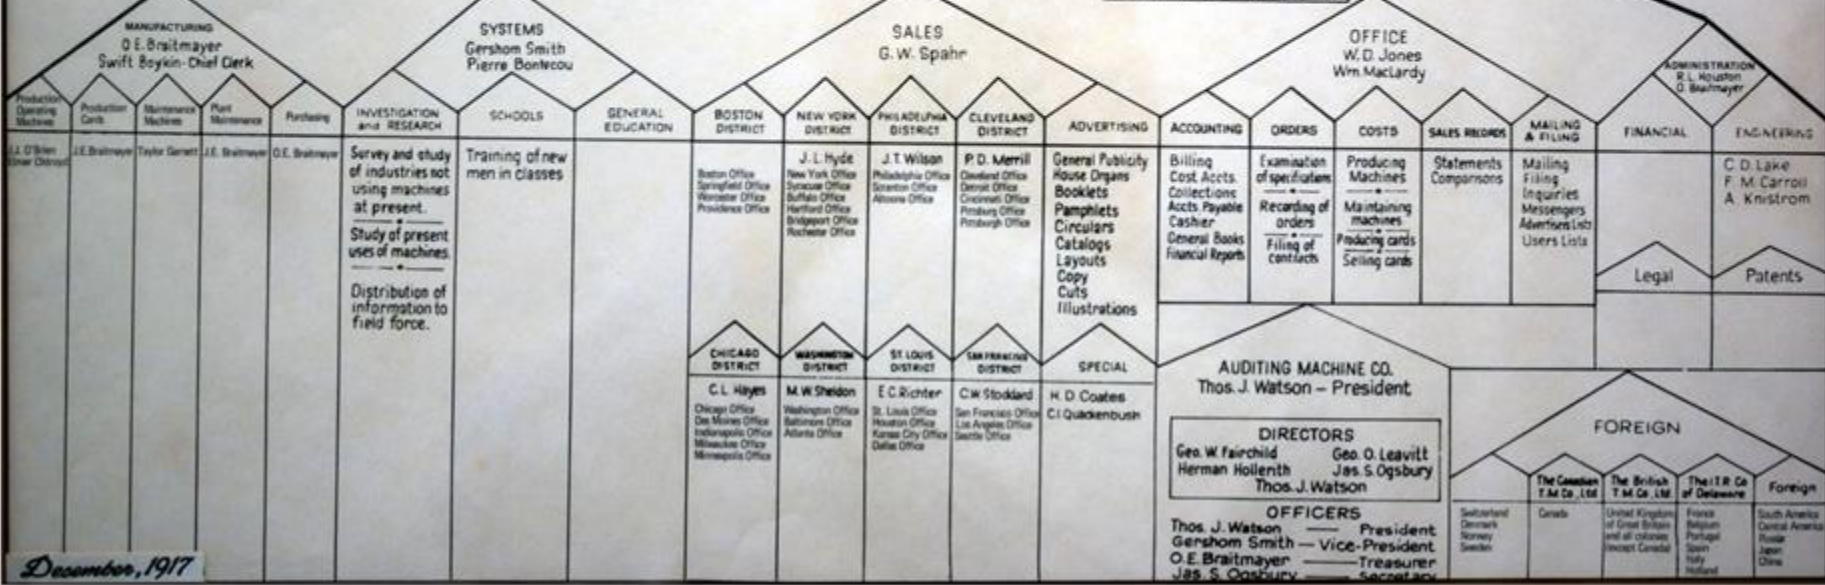 MANUFACTURING
O.E. Braitmayer
Swift Boykin-Chief Clerk
Production
Operating
Machines
J.J. O'Brien
Production
Cards
J.E. Braitmayer
Maintenance
Machines
Taylor Garnett
Plant
Maintenance
J.E. Braitmayer
Purchasing
O.E. Braitmayer
SYSTEMS
Gershom Smith
Pierre Bontecou
INVESTIGATION
and RESEARCH
Survey and study
of industries not
using machines
at present.
Study of present
uses of machines.
Distribution of
information to
field force.
SCHOOLS
Training of new
men in classes
GENERAL
EDUCATION
SALES
G.W. Spahr
BOSTON
DISTRICT
Boston Office
Springfield Office
Worcester Office
Providence Office
NEW YORK
DISTRICT
J.L. Hyde
New York Office
Syracuse Office
Buffalo Office
Hartford Office
Bridgeport Office
Rochester Office
PHILADELPHIA
DISTRICT
J.T. Wilson
Philadelphia Office
Scranton Office
Altoona Office
CLEVELAND
DISTRICT
P.D. Merrill
Cleveland Office
Detroit Office
Cincinnati Office
Pittsburgh Office
ADVERTISING
General Publicity
House Organs
Booklets
Pamphlets
Circulars
Catalogs
Layouts
Copy
Cuts
Illustrations
CHICAGO
DISTRICT
C.L. Hayes
Chicago Office
Des Moines Office
Indianapolis Office
Milwaukee Office
Minneapolis Office
WASHINGTON
DISTRICT
M.W. Sheldon
Washington Office
Baltimore Office
Atlanta Office
ST. LOUIS
DISTRICT
E.C. Richter
St. Louis Office
Houston Office
Kansas City Office
Dallas Office
SAN FRANCISCO
DISTRICT
C.W. Stoddard
San Francisco Office
Los Angeles Office
Seattle Office
SPECIAL
H.D. Coates
C.I. Quackenbush
OFFICE
W.D. Jones
Wm. MacLardy
ACCOUNTING
Billing
Cost Accts.
Collections
Accts. Payable
Cashier
General Books
Financial Reports
ORDERS
Examination
of specifications
Recording of
orders
Filing of
contracts
COSTS
Producing
Machines
Maintaining
machines
Producing cards
Selling cards
SALES RECORDS
Statements
Comparisons
MAILING
& FILING
Mailing
Filing
Inquiries
Messengers
Advertisers Lists
Users Lists
ADMINISTRATION
R.L. Houston
O. Braitmayer
FINANCIAL
Legal
ENGINEERING
C.D. Lake
F.M. Carroll
A. Knistrom
Patents
AUDITING MACHINE CO.
Thos. J. Watson – President
DIRECTORS
Geo. W. Fairchild Geo. O. Leavitt
Herman Hollerith Jas. S. Ogsbury
Thos. J. Watson
OFFICERS
Thos. J. Watson — President
Gershom Smith — Vice-President
O.E. Braitmayer — Treasurer
Jas. S. Ogsbury — Secretary
FOREIGN
Switzerland
Denmark
Norway
Sweden
The Canadian
T.M. Co., Ltd.
Canada
The British
T.M. Co., Ltd.
United Kingdom
of Great Britain
and all colonies
(except Canada)
The I.T.R. Co
of Delaware
France
Belgium
Portugal
Spain
Italy
Holland
Foreign
South America
Central America
Russia
Japan
China
December, 1917